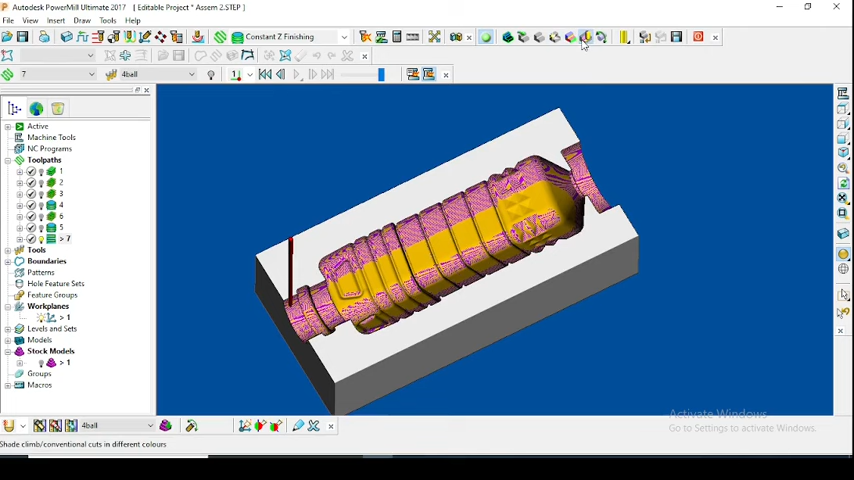 Autodesk PowerMill Ultimate 2017 - [ Editable Project * Assem 2.STEP ]
File View Insert Draw Tools Help
Constant Z Finishing
7 4ball 1
Active
Machine Tools
NC Programs
Toolpaths
1
2
3
4
6
5
> 7
Tools
Boundaries
Patterns
Hole Feature Sets
Feature Groups
Workplanes
> 1
Levels and Sets
Models
Stock Models
> 1
Groups
Macros
Activate Windows
Go to Settings to activate Windows.
4ball
Shade climb/conventional cuts in different colours